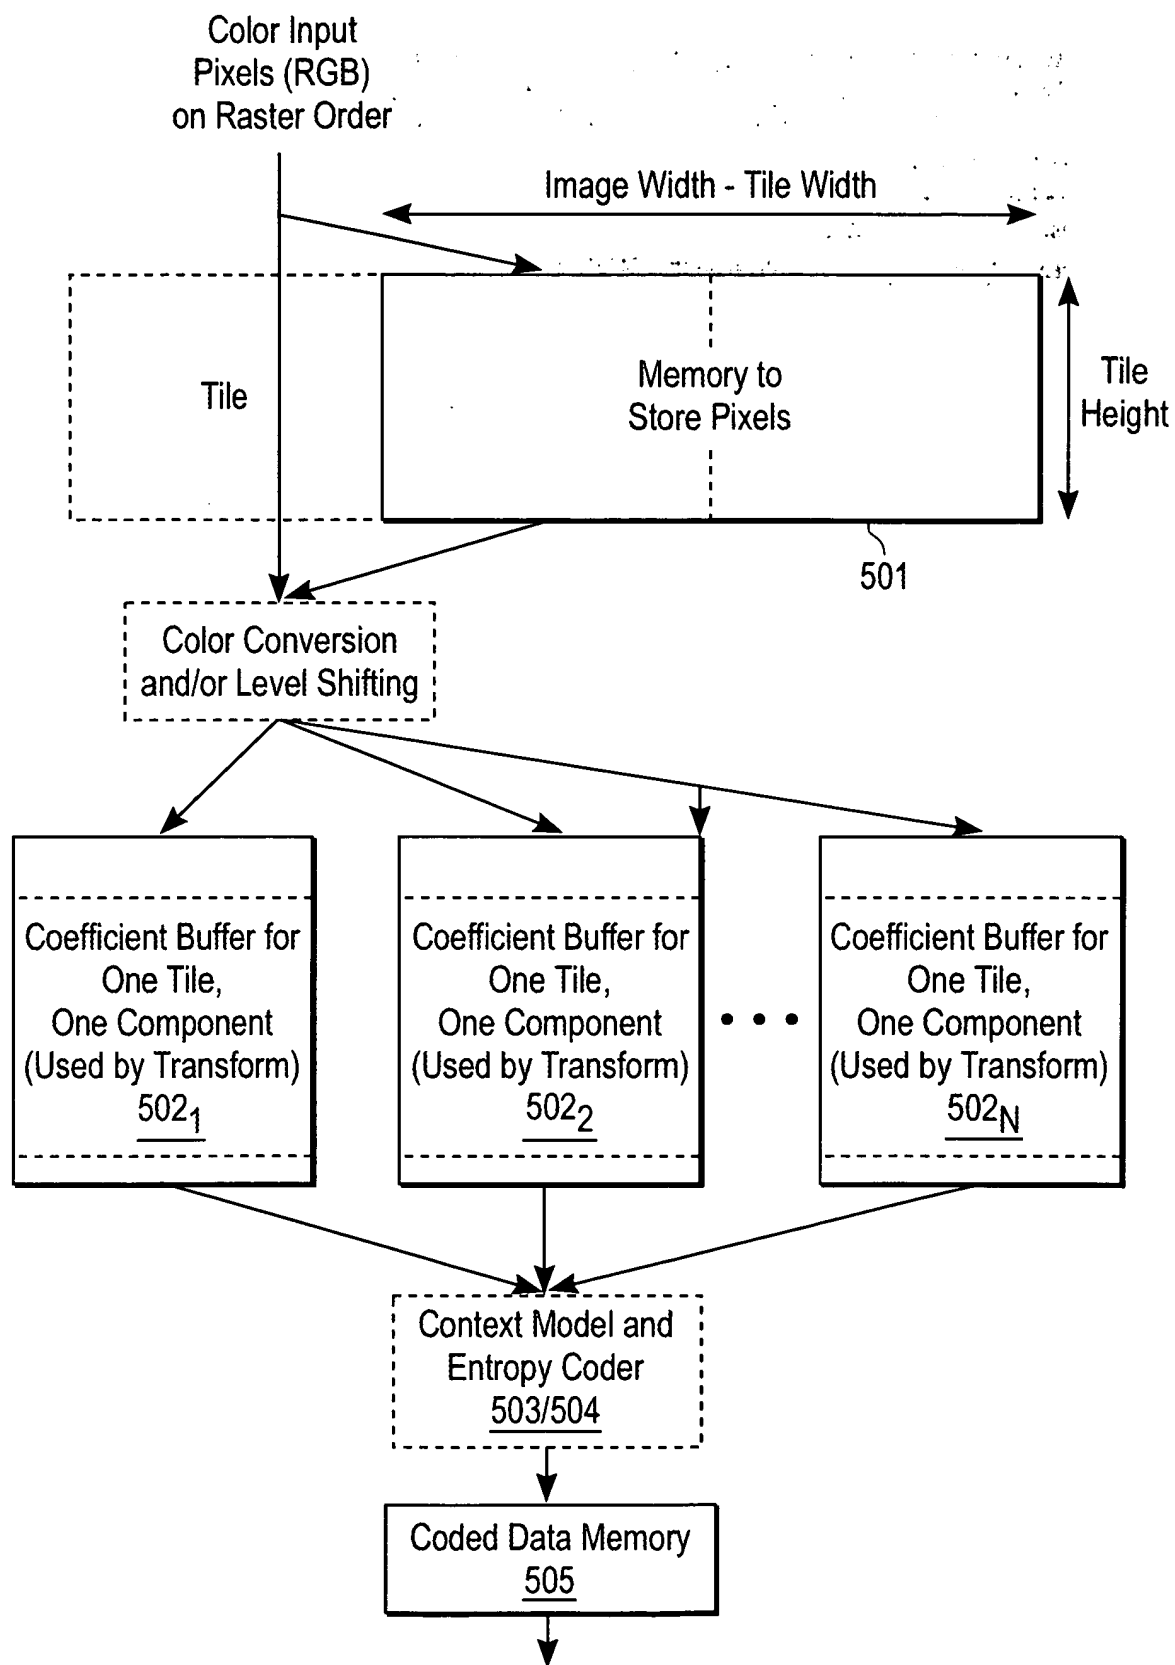 Color Input
Pixels (RGB)
on Raster Order
Image Width - Tile Width
Tile
Memory to
Store Pixels
Tile
Height
501
Color Conversion
and/or Level Shifting
Coefficient Buffer for
One Tile,
One Component
(Used by Transform)
502₁
Coefficient Buffer for
One Tile,
One Component
(Used by Transform)
502₂
• • •
Coefficient Buffer for
One Tile,
One Component
(Used by Transform)
502N
Context Model and
Entropy Coder
503/504
Coded Data Memory
505